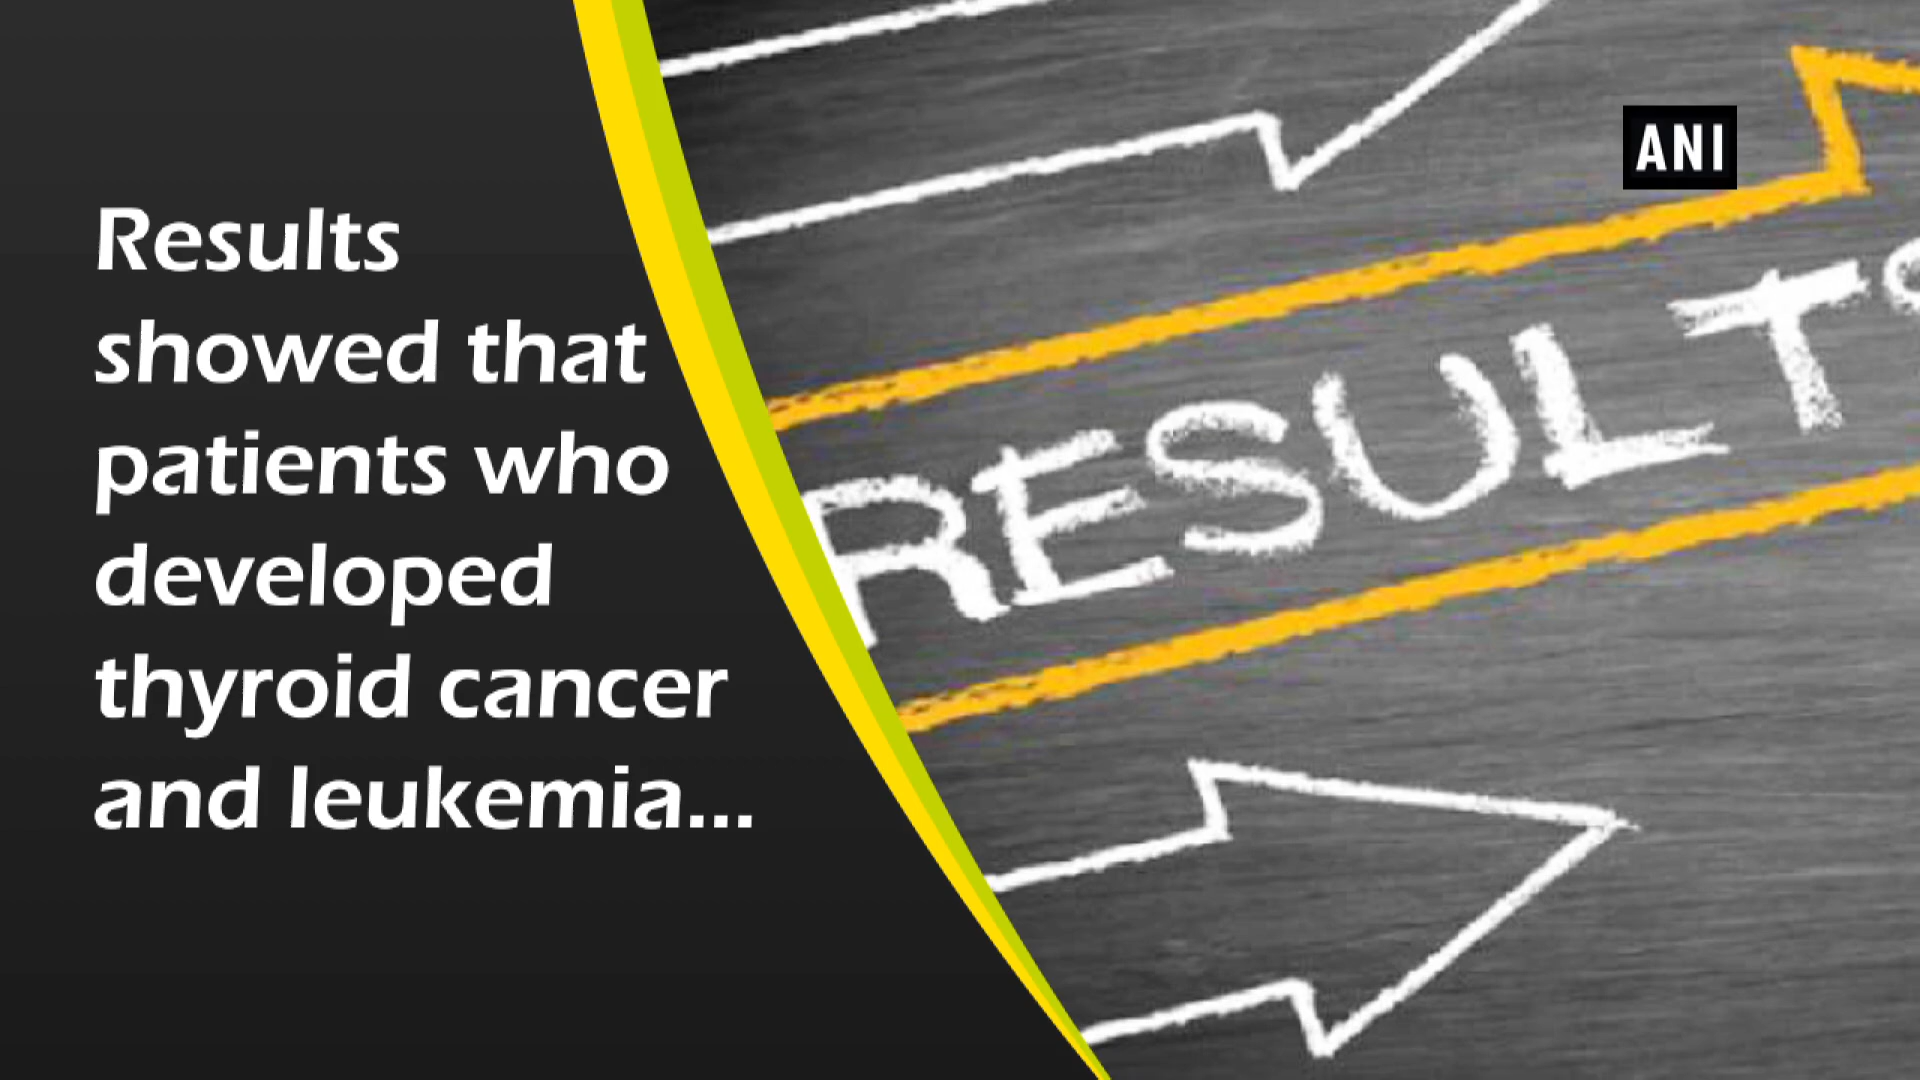 Results
showed that
patients who
developed
thyroid cancer
and leukemia...
ANI
RESULTS